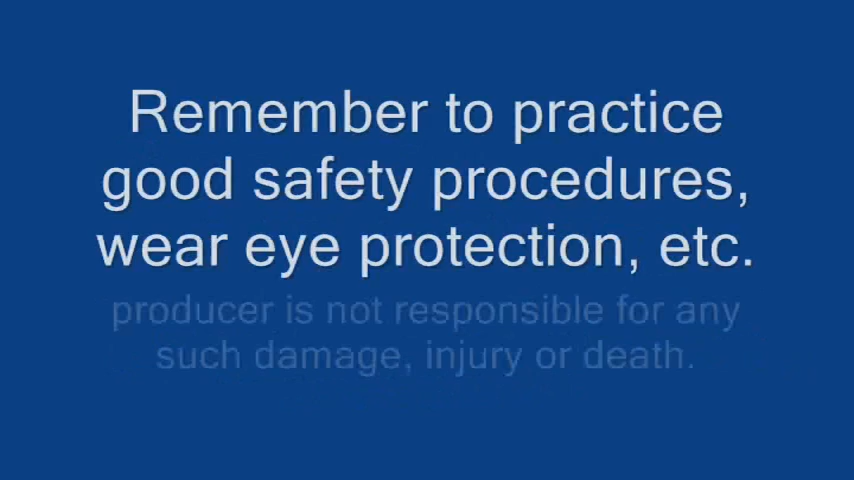 Remember to practice
good safety procedures,
wear eye protection, etc.
producer is not responsible for any
such damage, injury or death.